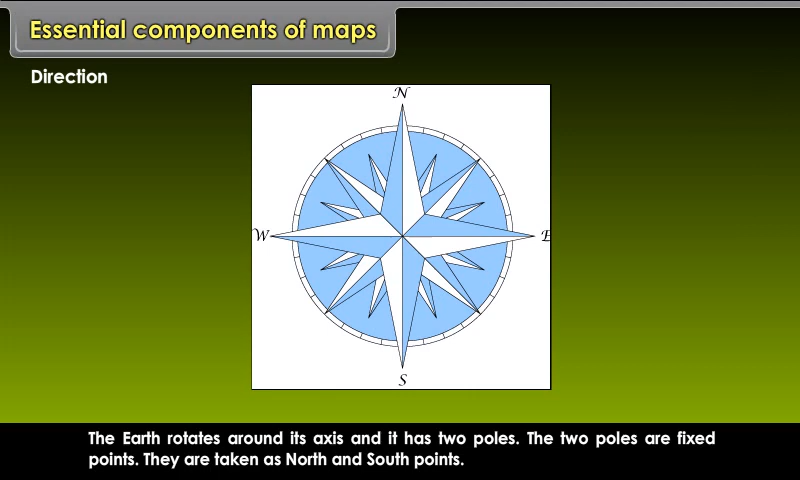 Essential components of maps
Direction
N
W
E
S
The Earth rotates around its axis and it has two poles. The two poles are fixed
points. They are taken as North and South points.